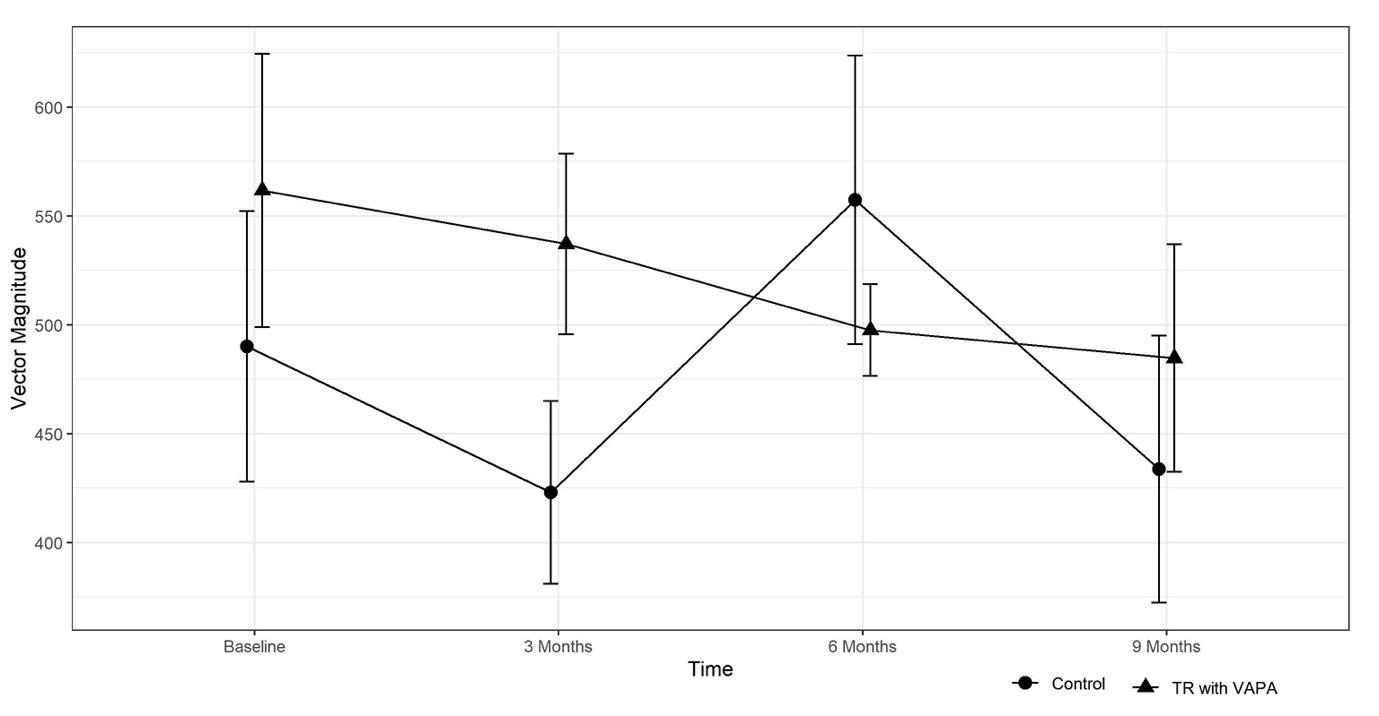 Vector Magnitude
600
550
500
450
400
Baseline
3 Months
6 Months
9 Months
Time
Control
TR with VAPA